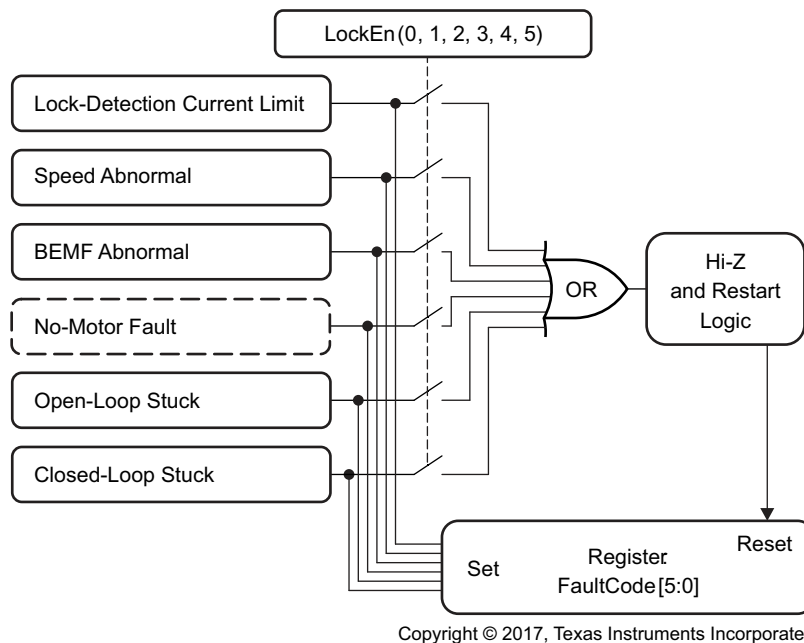 LockEn(0, 1, 2, 3, 4, 5)
Lock-Detection Current Limit
Speed Abnormal
BEMF Abnormal
No-Motor Fault
Open-Loop Stuck
Closed-Loop Stuck
OR
Hi-Z
and Restart
Logic
Set
Register
FaultCode[5:0]
Reset
Copyright © 2017, Texas Instruments Incorporate